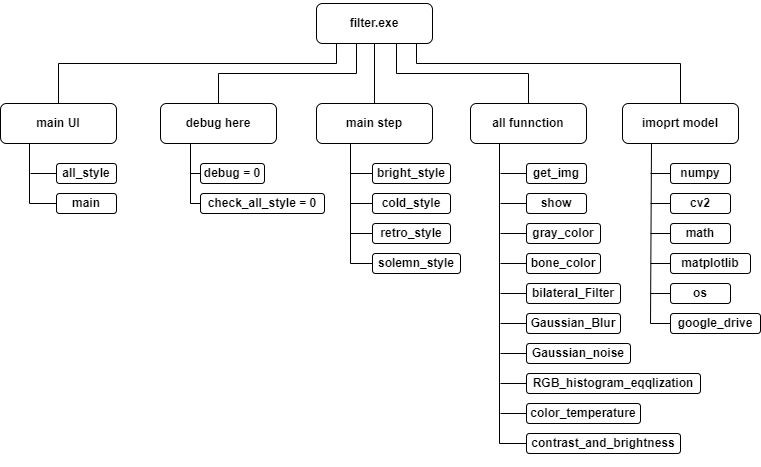 filter.exe
main UI
debug here
main step
all funnction
imoprt model
all_style
main
debug = 0
check_all_style = 0
bright_style
cold_style
retro_style
solemn_style
get_img
show
gray_color
bone_color
bilateral_Filter
Gaussian_Blur
Gaussian_noise
RGB_histogram_eqqlization
color_temperature
contrast_and_brightness
numpy
cv2
math
matplotlib
os
google_drive